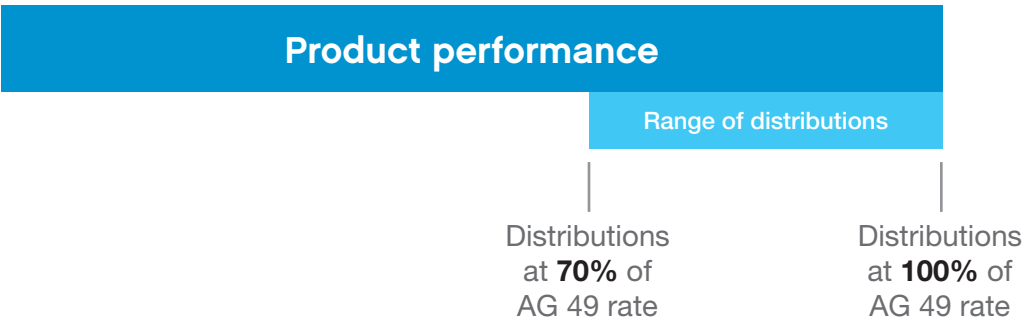 Product performance
Range of distributions
Distributions
at 70% of
AG 49 rate
Distributions
at 100% of
AG 49 rate